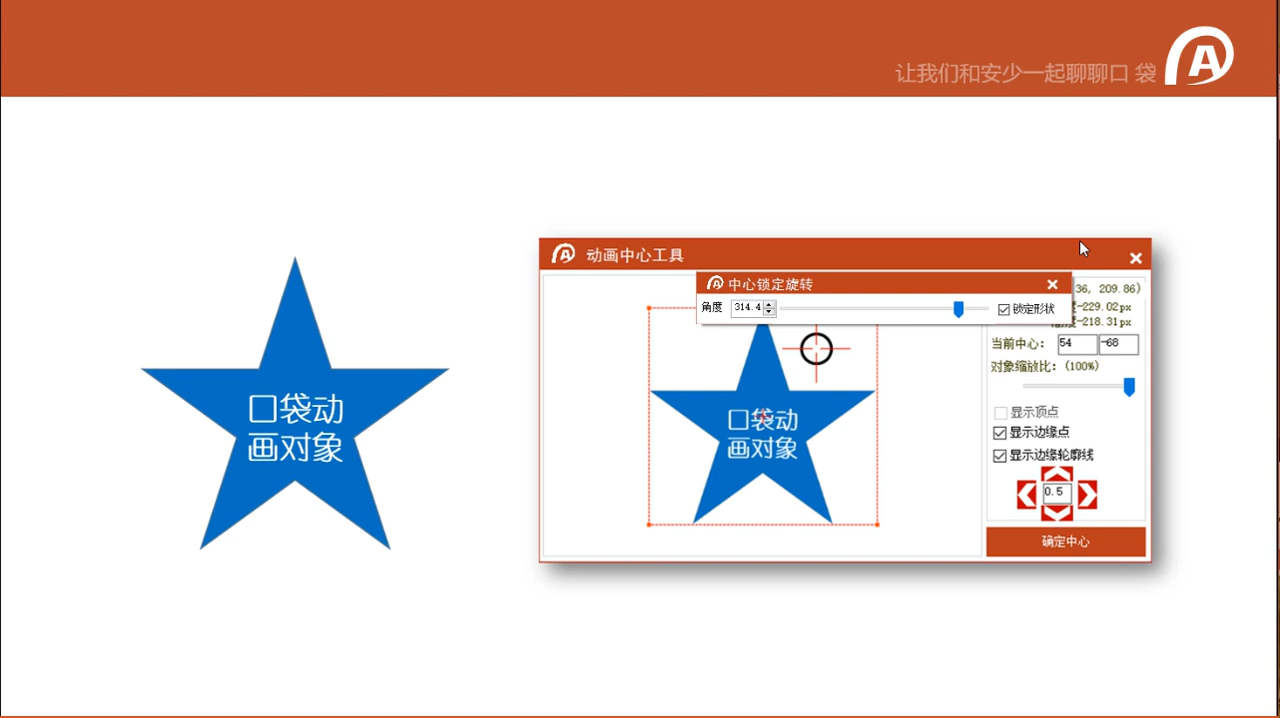 让我们和安少一起聊聊口 袋
口袋动
画对象
动画中心工具
中心锁定旋转
角度 314.4 锁定形状
36, 209.86)
-229.02px
-218.31px
当前中心: 54 -68
对象缩放比: (100%)
显示顶点
显示边缘点
显示边缘轮廓线
0.5
确定中心
口袋动
画对象